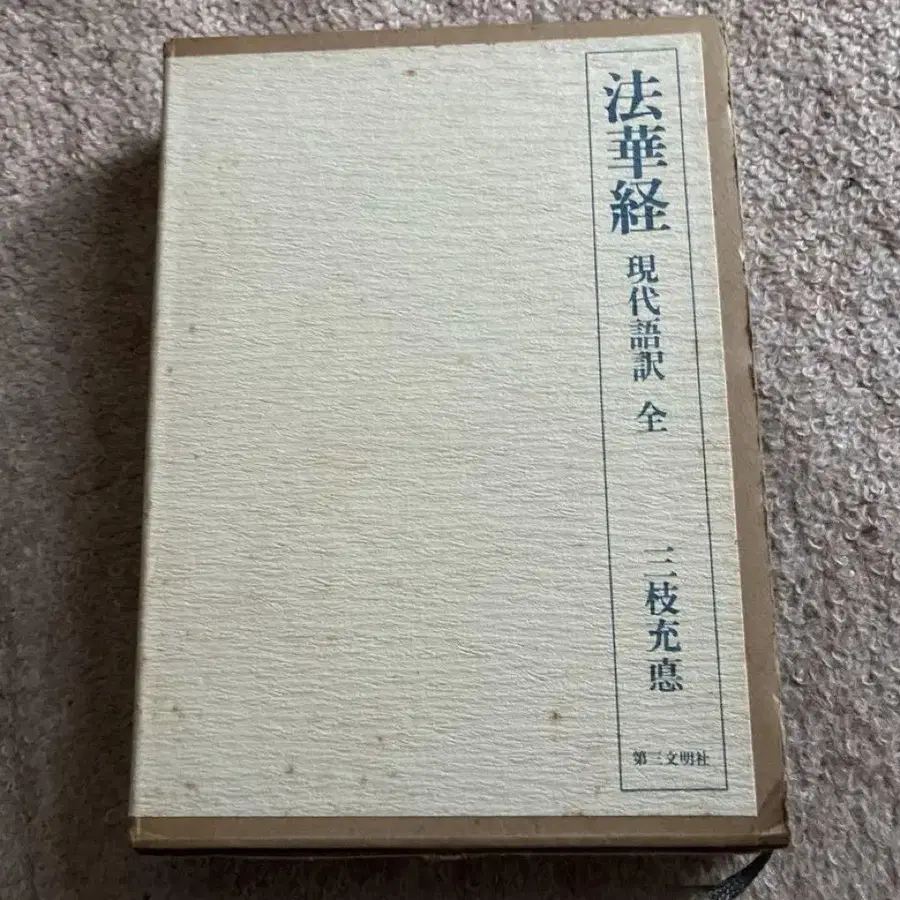 法華経 現代語訳 全
三枝充悳
第三文明社